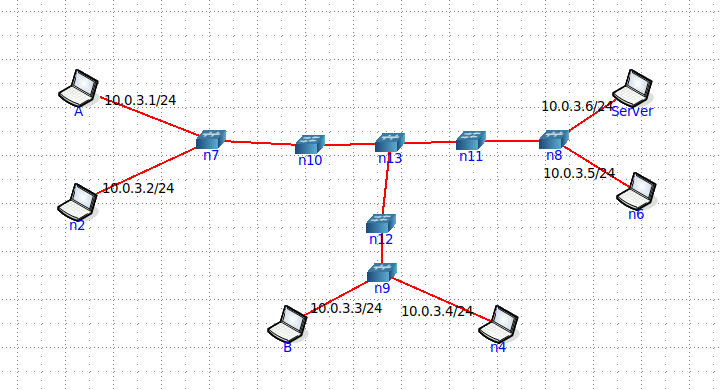 10.0.3.1/24
A
10.0.3.6/24
Server
n7
n10
n13
n11
n8
10.0.3.5/24
10.0.3.2/24
n2
n6
n12
n9
10.0.3.3/24
10.0.3.4/24
B
n4